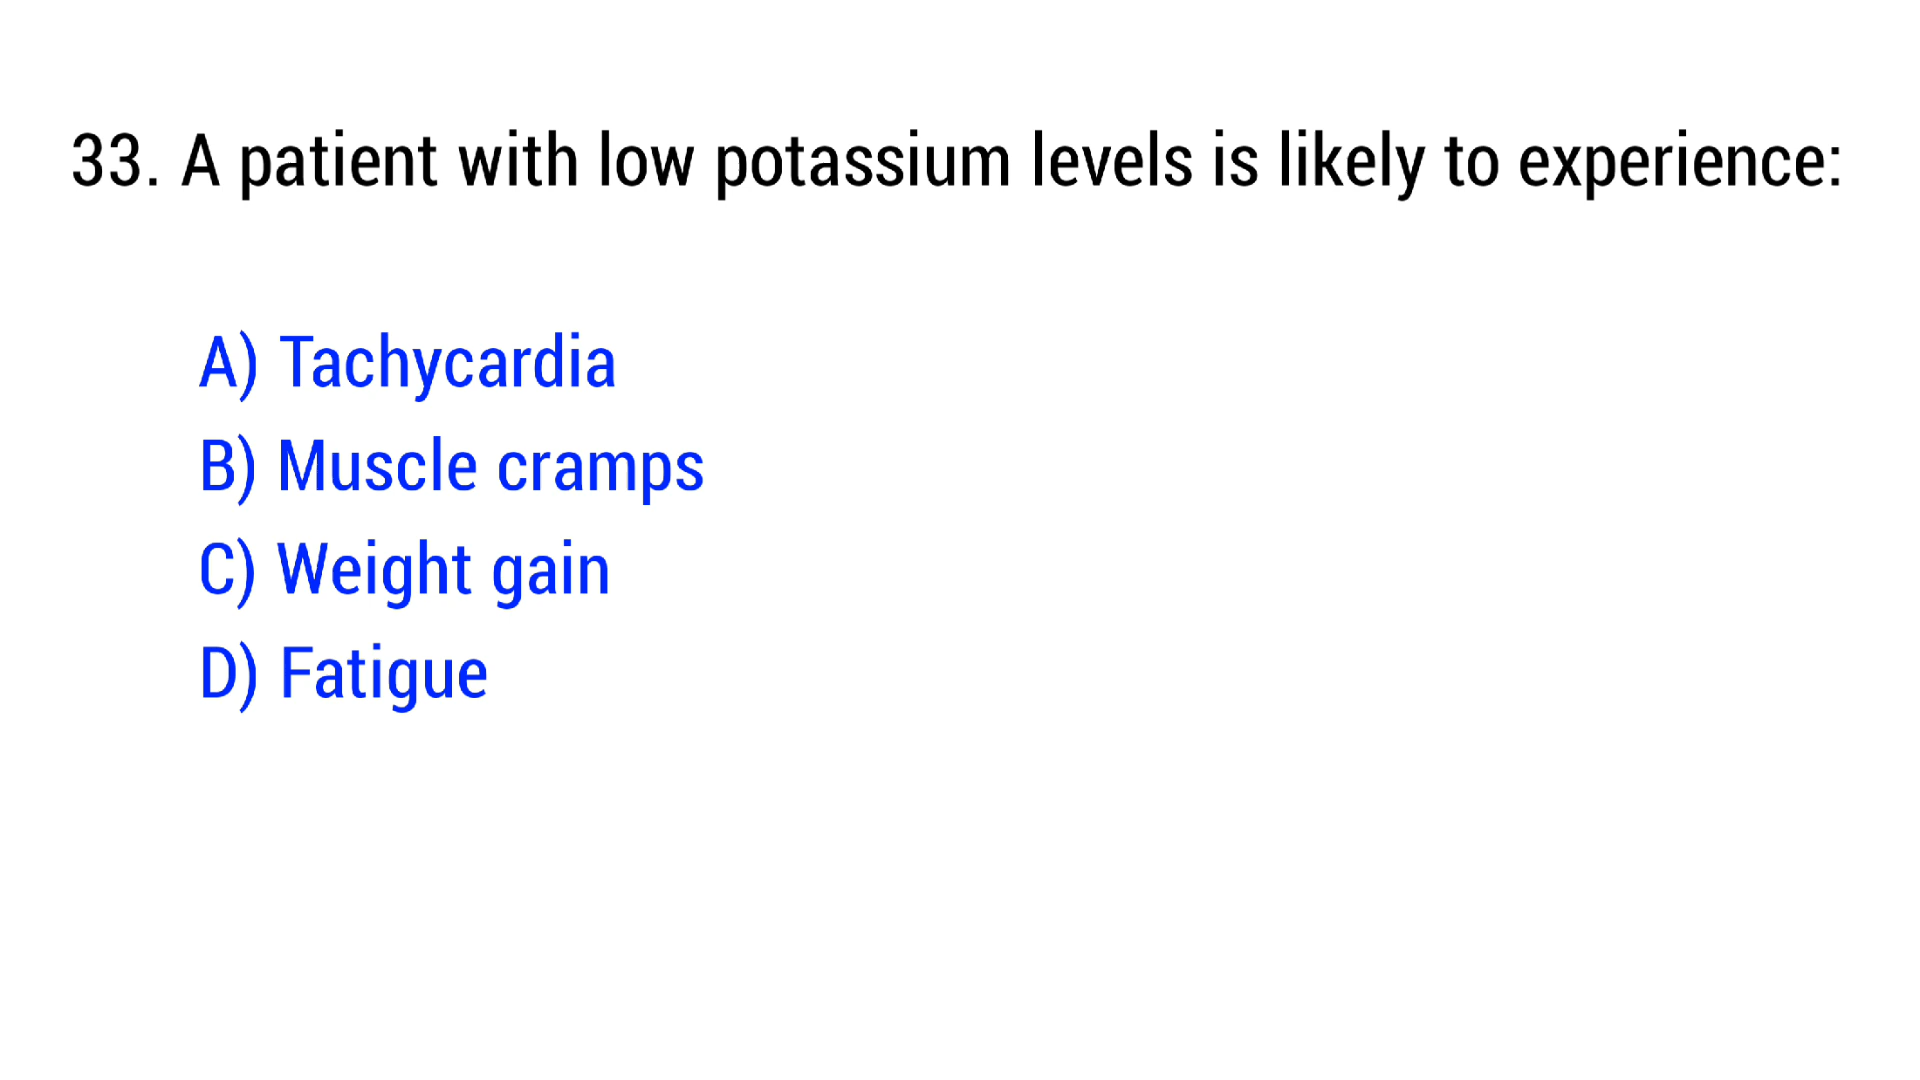 33. A patient with low potassium levels is likely to experience:
A) Tachycardia
B) Muscle cramps
C) Weight gain
D) Fatigue